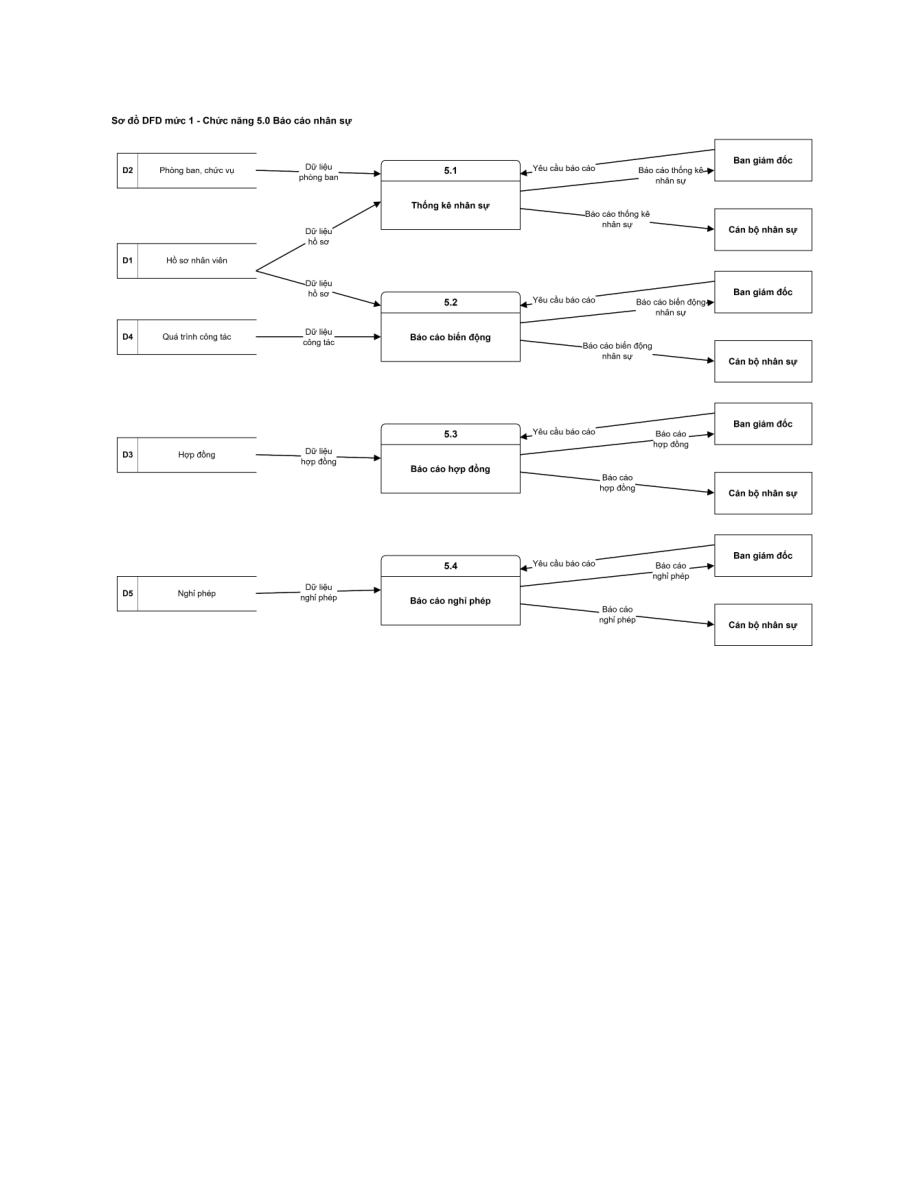 Sơ đồ DFD mức 1 - Chức năng 5.0 Báo cáo nhân sự
D2
Phòng ban, chức vụ
Dữ liệu
phòng ban
5.1
Thống kê nhân sự
Yêu cầu báo cáo
Báo cáo thống kê
nhân sự
Ban giám đốc
Báo cáo thống kê
nhân sự
Cán bộ nhân sự
Dữ liệu
hồ sơ
D1
Hồ sơ nhân viên
Dữ liệu
hồ sơ
5.2
Báo cáo biến động
Yêu cầu báo cáo
Báo cáo biến động
nhân sự
Ban giám đốc
D4
Quá trình công tác
Dữ liệu
công tác
Báo cáo biến động
nhân sự
Cán bộ nhân sự
5.3
Báo cáo hợp đồng
Yêu cầu báo cáo
Báo cáo
hợp đồng
Ban giám đốc
D3
Hợp đồng
Dữ liệu
hợp đồng
Báo cáo
hợp đồng
Cán bộ nhân sự
5.4
Báo cáo nghỉ phép
Yêu cầu báo cáo
Báo cáo
nghỉ phép
Ban giám đốc
D5
Nghỉ phép
Dữ liệu
nghỉ phép
Báo cáo
nghỉ phép
Cán bộ nhân sự